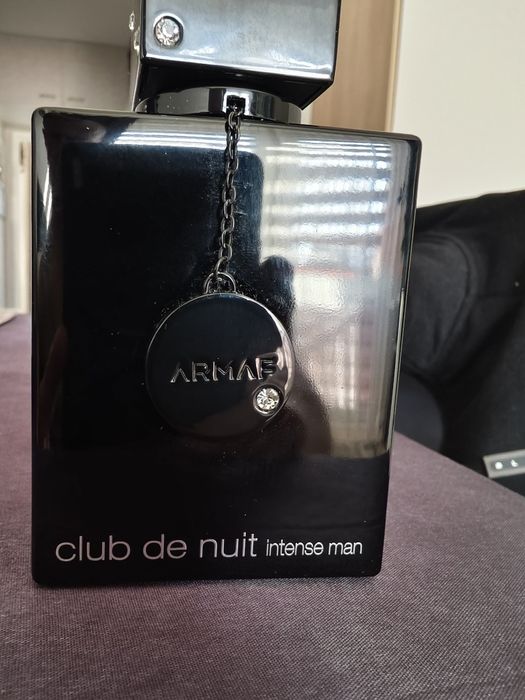 ARMAF
club de nuit intense man